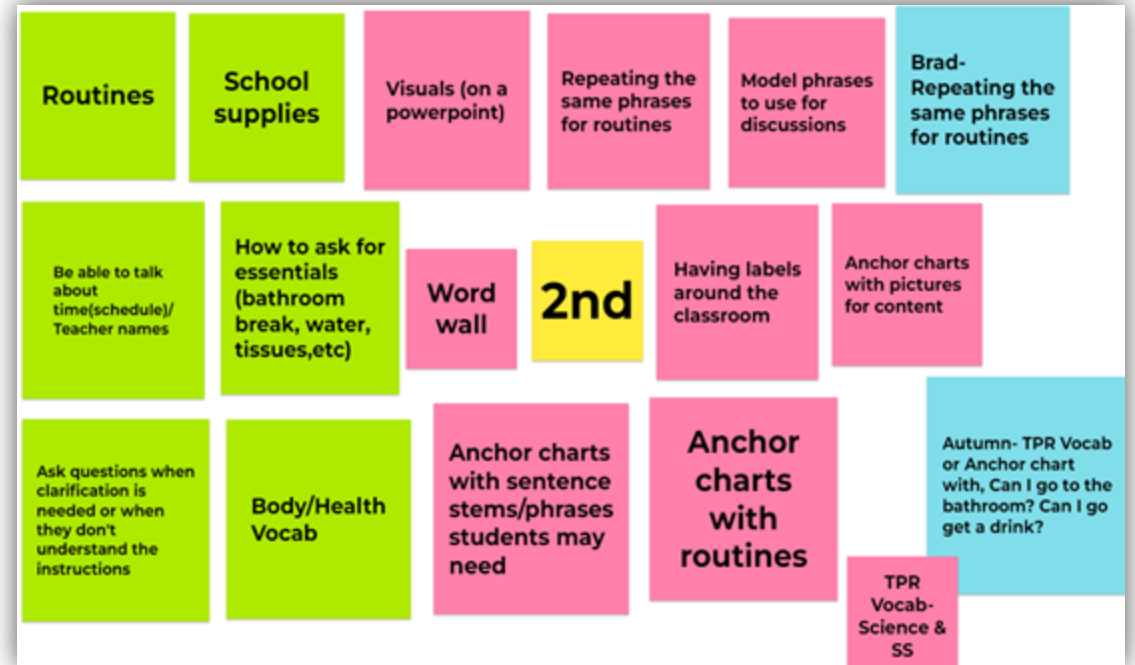 Routines
School
supplies
Visuals (on a
powerpoint)
Repeating the
same phrases
for routines
Model phrases
to use for
discussions
Brad-
Repeating the
same phrases
for routines
Be able to talk
about
time(schedule)/
Teacher names
How to ask for
essentials
(bathroom
break, water,
tissues,etc)
Word
wall
2nd
Having labels
around the
classroom
Anchor charts
with pictures
for content
Ask questions when
clarification is
needed or when
they don't
understand the
instructions
Body/Health
Vocab
Anchor charts
with sentence
stems/phrases
students may
need
Anchor
charts
with
routines
Autumn- TPR Vocab
or Anchor chart
with, Can I go to the
bathroom? Can I go
get a drink?
TPR
Vocab-
Science &
SS